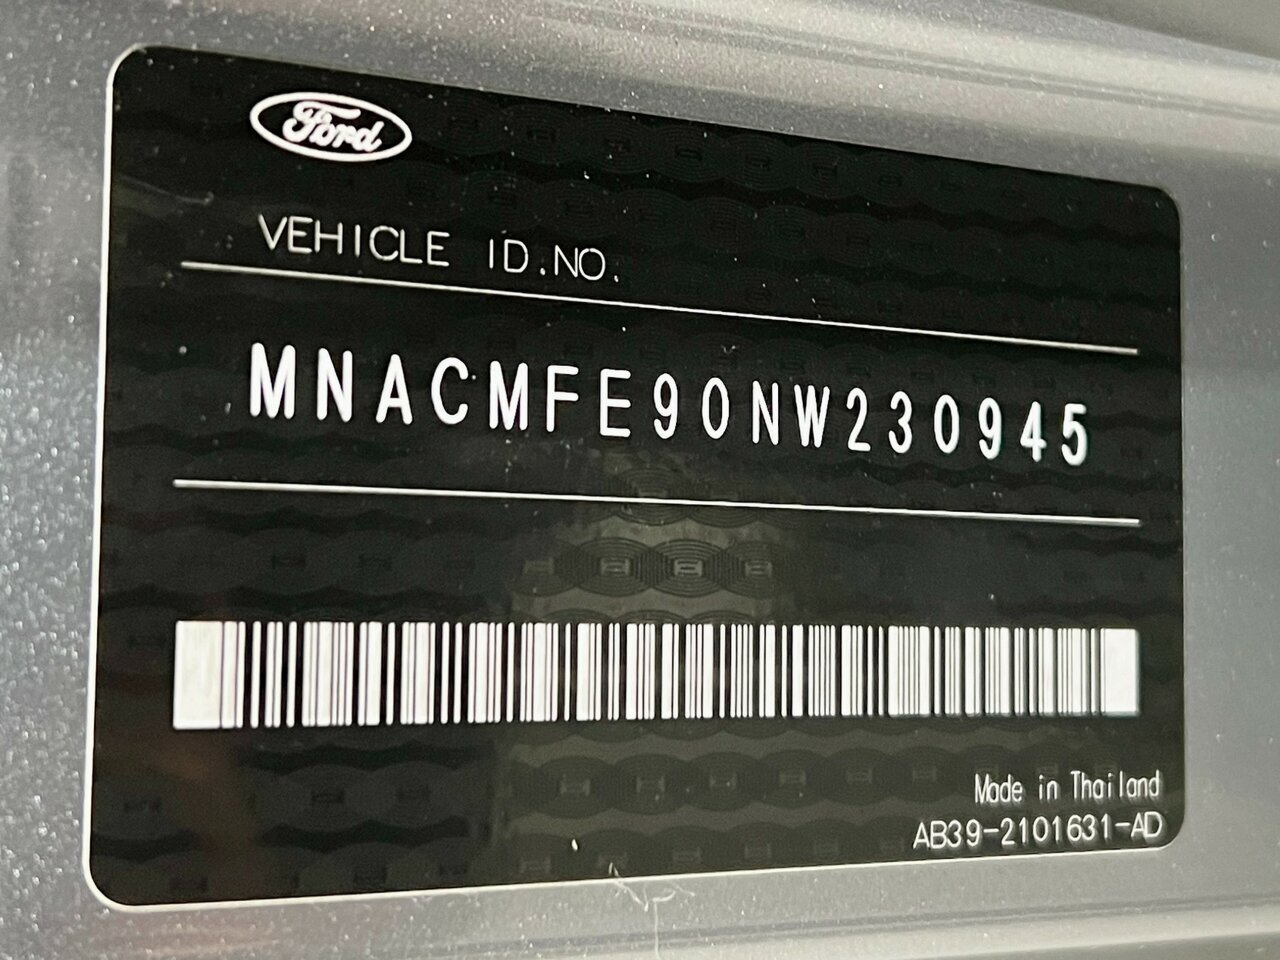 Ford
VEHICLE ID.NO.
MNACMFE90NW230945
Made in Thailand
AB39-2101631-AD